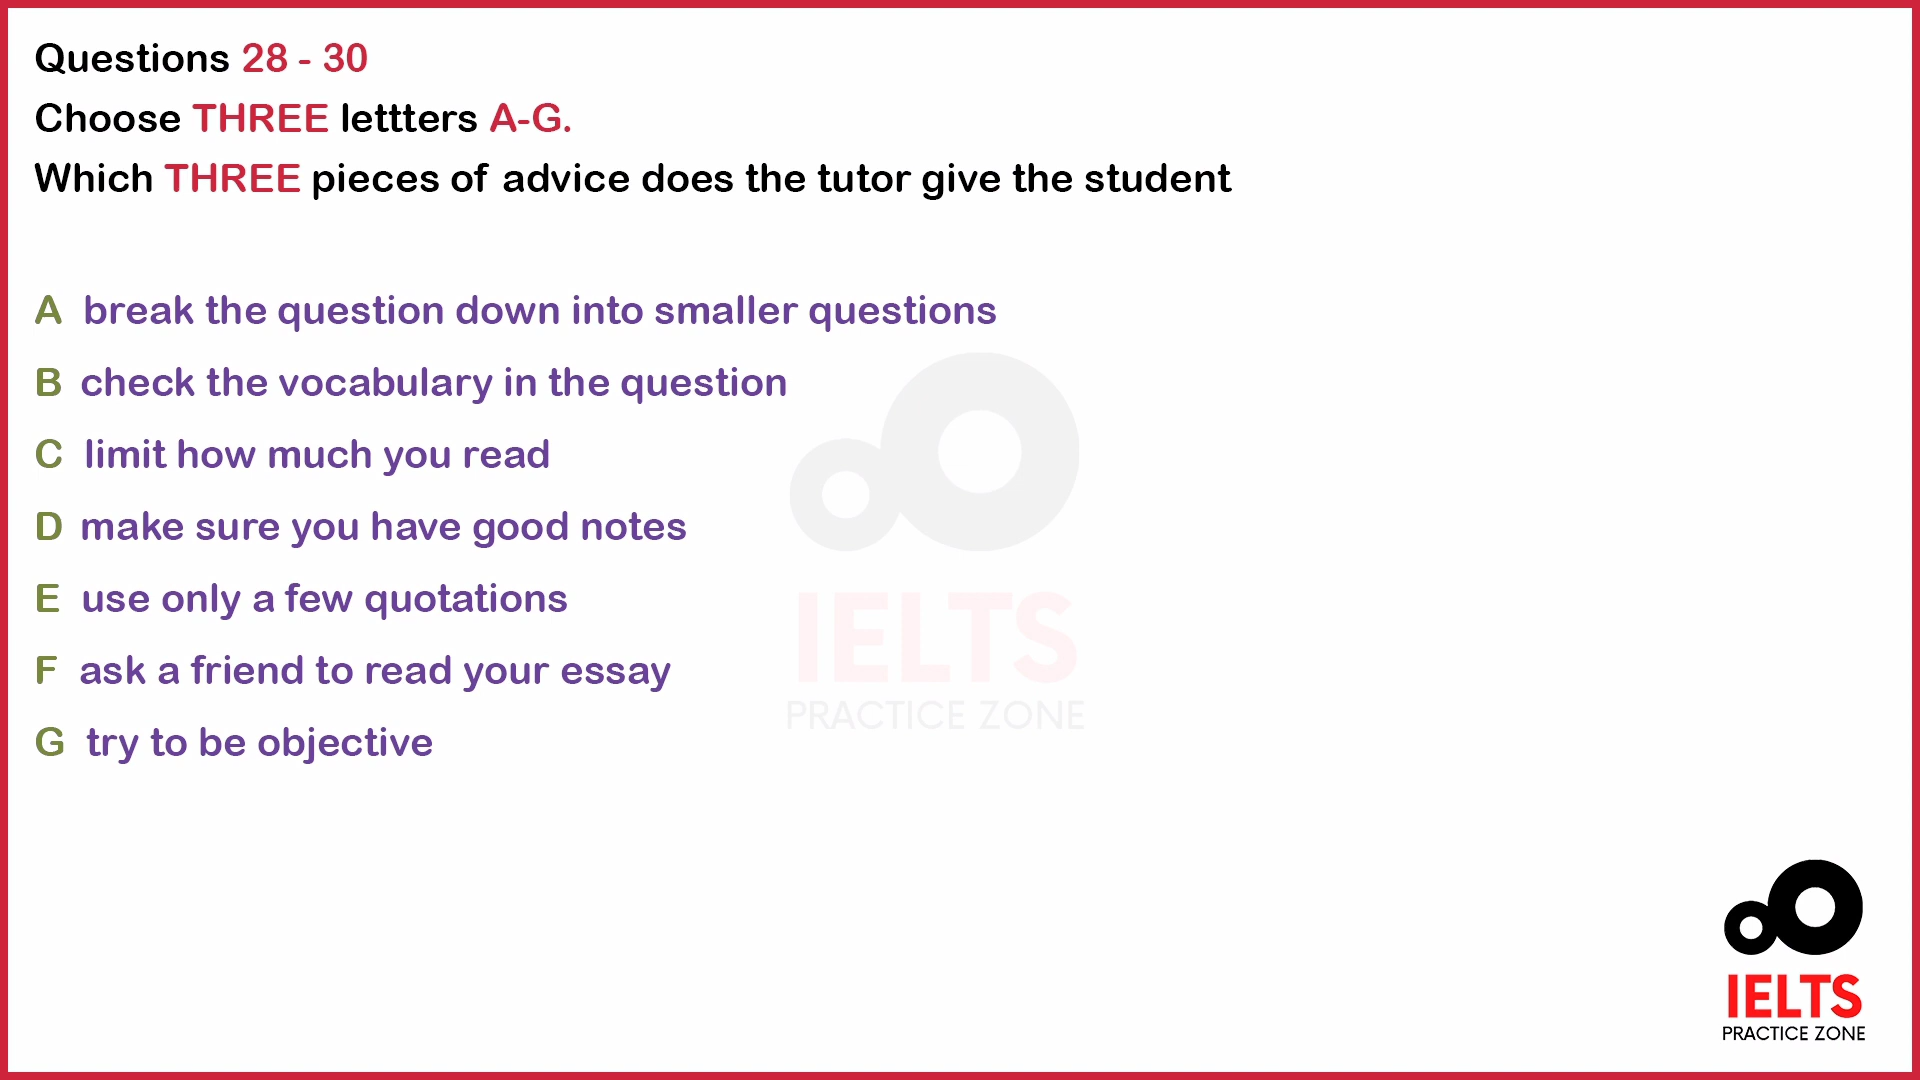 Questions 28 - 30
Choose THREE lettters A-G.
Which THREE pieces of advice does the tutor give the student
A break the question down into smaller questions
B check the vocabulary in the question
C limit how much you read
D make sure you have good notes
E use only a few quotations
F ask a friend to read your essay
G try to be objective
IELTS
PRACTICE ZONE
IELTS
PRACTICE ZONE